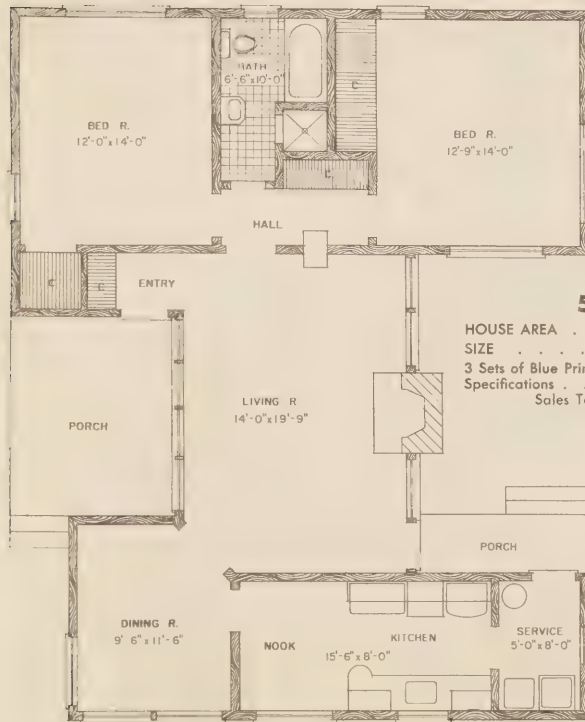 BATH
6'-6"x10'-0"
C
BED R.
12'-0"x14'-0"
BED R.
12'-9"x14'-0"
C
HALL
C
C
ENTRY
5
HOUSE AREA .
SIZE . . . .
3 Sets of Blue Prin
Specifications . .
Sales Ta
PORCH
LIVING R
14'-0"x19'-9"
PORCH
DINING R.
9' 6"x11'-6"
NOOK
KITCHEN
15'-6"x8'-0"
SERVICE
5'-0"x8'-0"